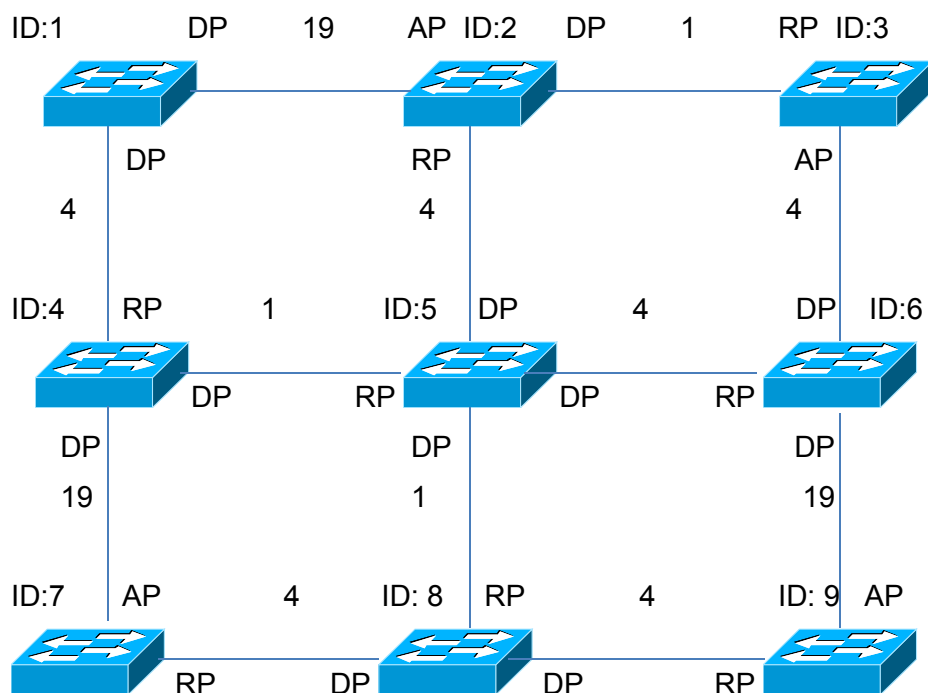 ID:1 DP 19 AP ID:2 DP 1 RP ID:3
DP RP AP
4 4 4
ID:4 RP 1 ID:5 DP 4 DP ID:6
DP RP DP RP
DP DP DP
19 1 19
ID:7 AP 4 ID: 8 RP 4 ID: 9 AP
RP DP DP RP